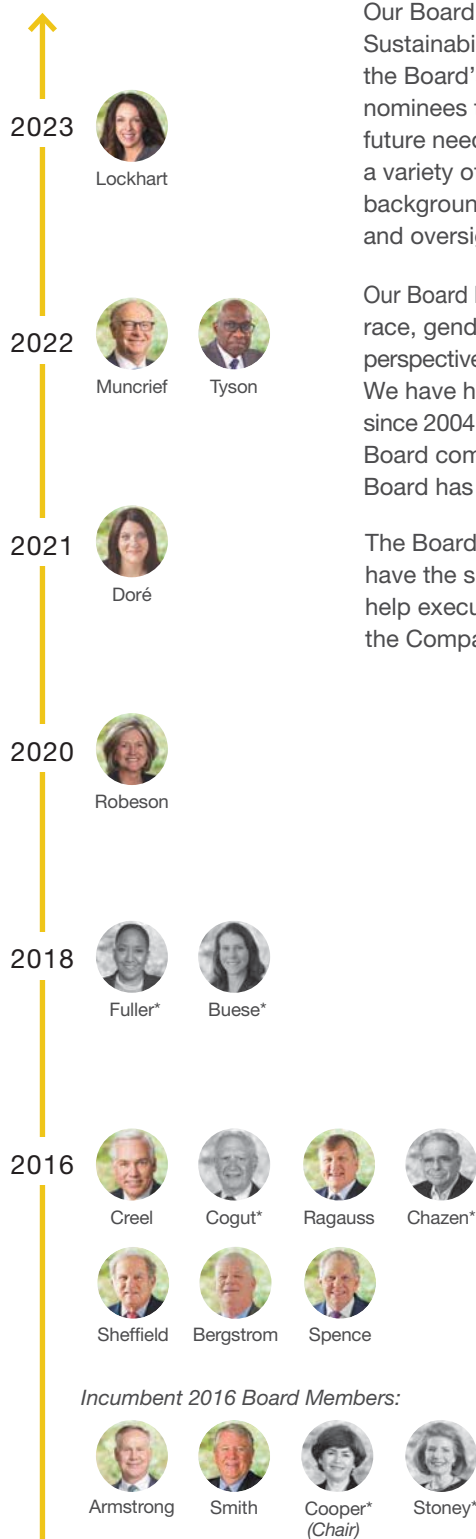 2023
Lockhart
2022
Muncrief Tyson
2021
Doré
2020
Robeson
2018
Fuller* Buese*
2016
Creel Cogut* Ragauss Chazen*
Sheffield Bergstrom Spence
Incumbent 2016 Board Members:
Armstrong Smith Cooper* Stoney*
(Chair)
Our Board
Sustainabi
the Board's
nominees
future need
a variety of
background
and oversig
Our Board
race, gend
perspective
We have h
since 2004
Board com
Board has
The Board
have the s
help execu
the Compa